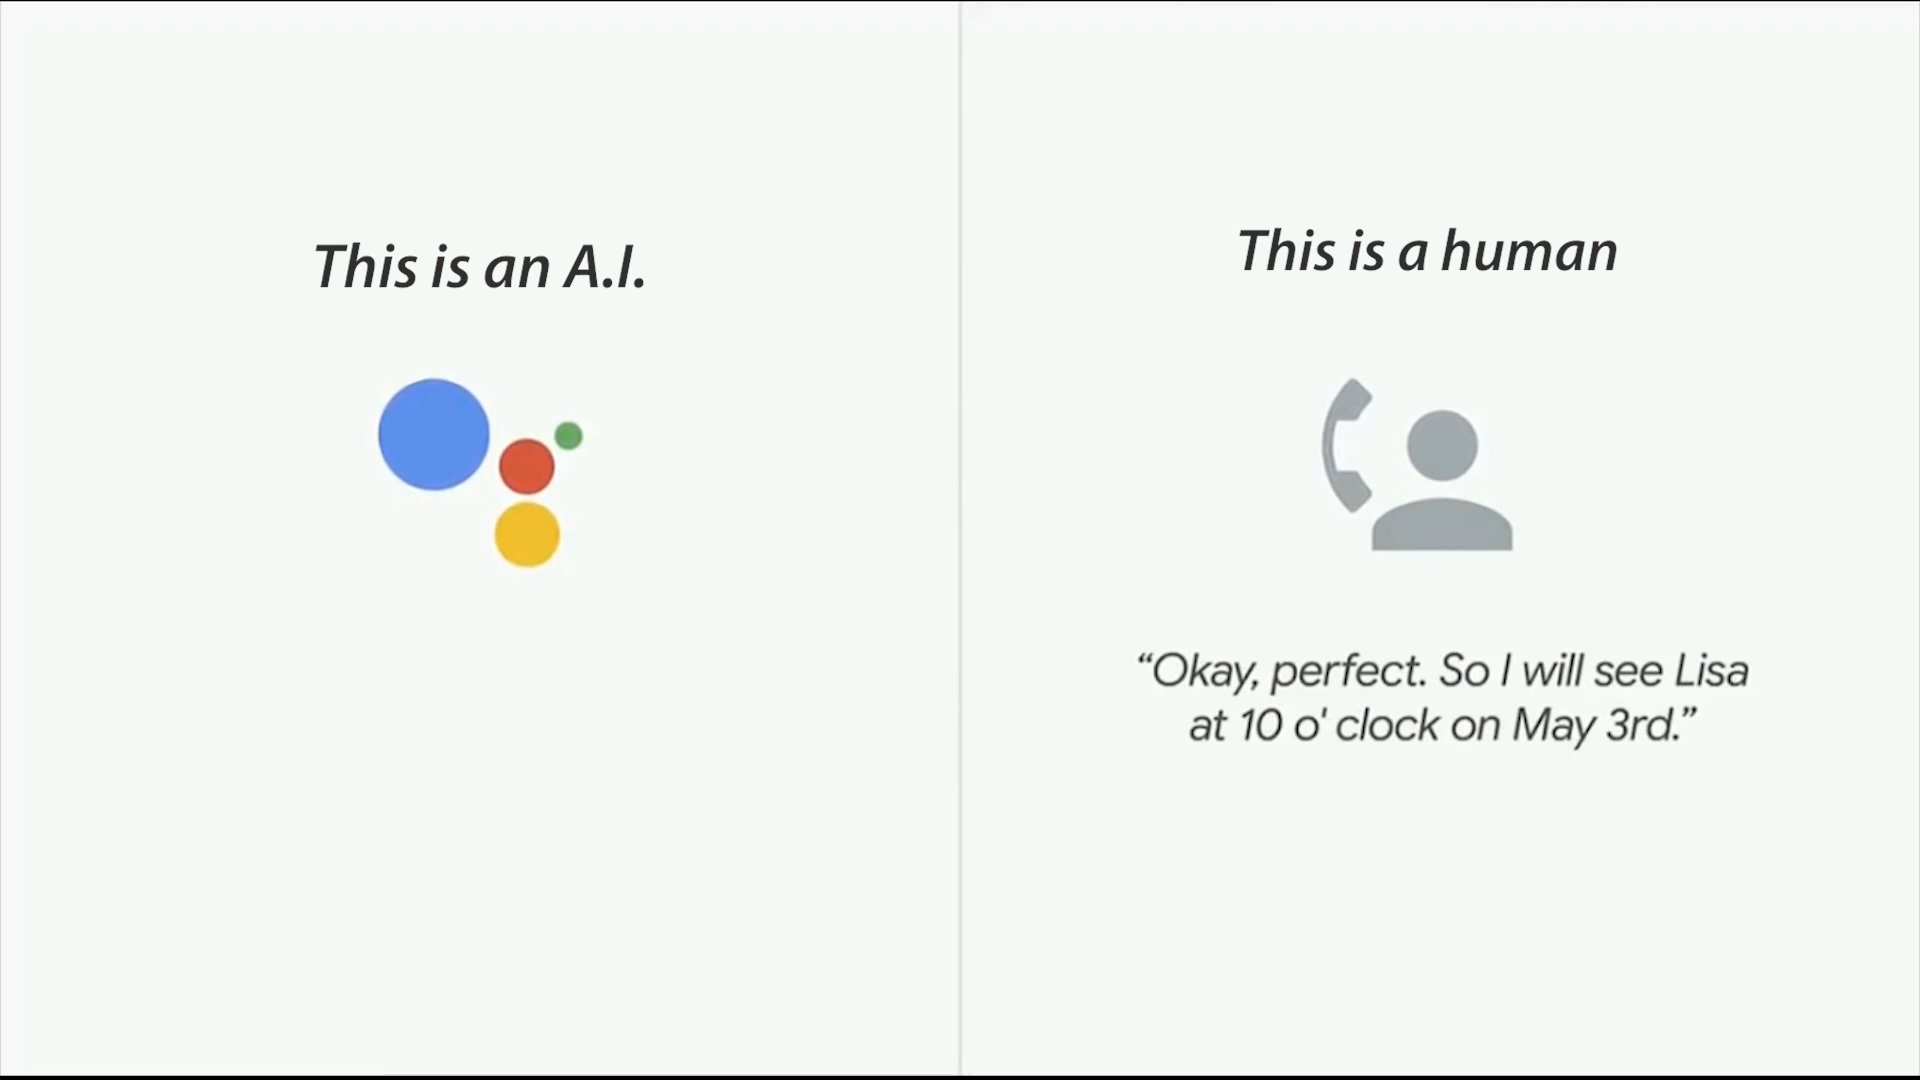 This is an A.I.
This is a human
“Okay, perfect. So I will see Lisa
at 10 o' clock on May 3rd.”